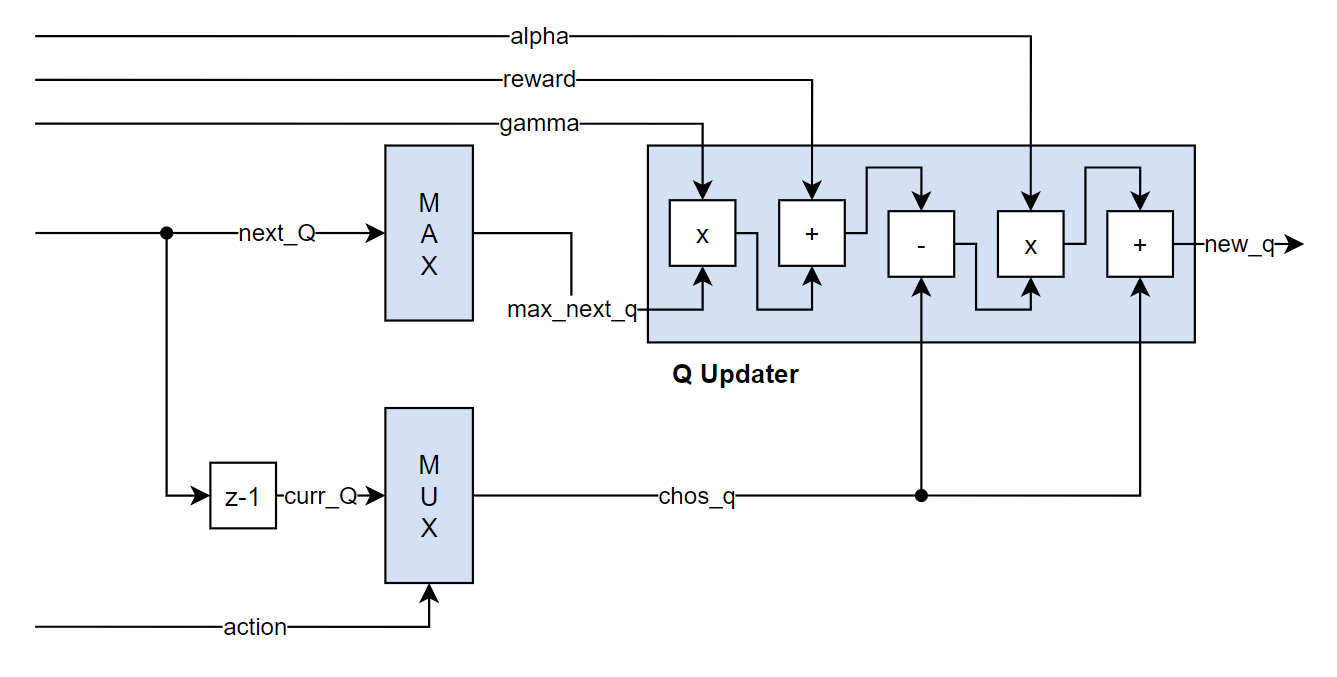 alpha
reward
gamma
M
A
X
next_Q
x
+
-
x
+
new_q
max_next_q
Q Updater
M
U
X
z-1
curr_Q
chos_q
action